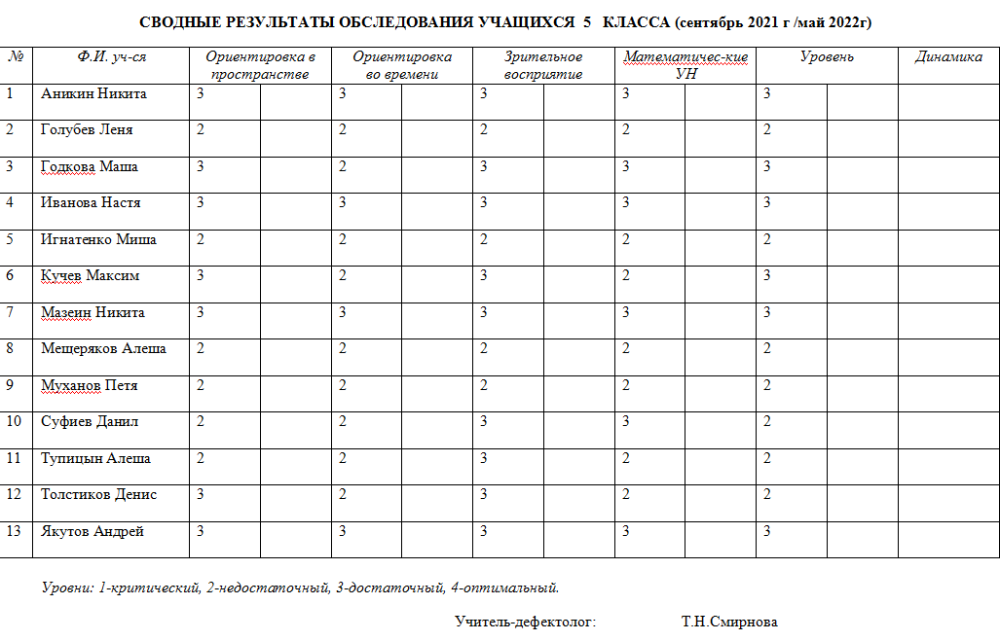 СВОДНЫЕ РЕЗУЛЬТАТЫ ОБСЛЕДОВАНИЯ УЧАЩИХСЯ 5 КЛАССА (сентябрь 2021 г /май 2022г)
№ Ф.И. уч-ся Ориентировка в пространстве Ориентировка во времени Зрительное восприятие Математичес-кие УН Уровень Динамика
1 Аникин Никита 3 3 3 3 3
2 Голубев Леня 2 2 2 2 2
3 Годкова Маша 3 2 3 3 3
4 Иванова Настя 3 3 3 3 3
5 Игнатенко Миша 2 2 2 2 2
6 Кучев Максим 3 2 3 2 3
7 Мазеин Никита 3 3 3 3 3
8 Мещеряков Алеша 2 2 2 2 2
9 Муханов Петя 2 2 2 2 2
10 Суфиев Данил 2 2 3 3 2
11 Тупицын Алеша 2 2 3 2 2
12 Толстиков Денис 3 2 3 2 2
13 Якутов Андрей 3 3 3 3 3
Уровни: 1-критический, 2-недостаточный, 3-достаточный, 4-оптимальный.
Учитель-дефектолог: Т.Н.Смирнова